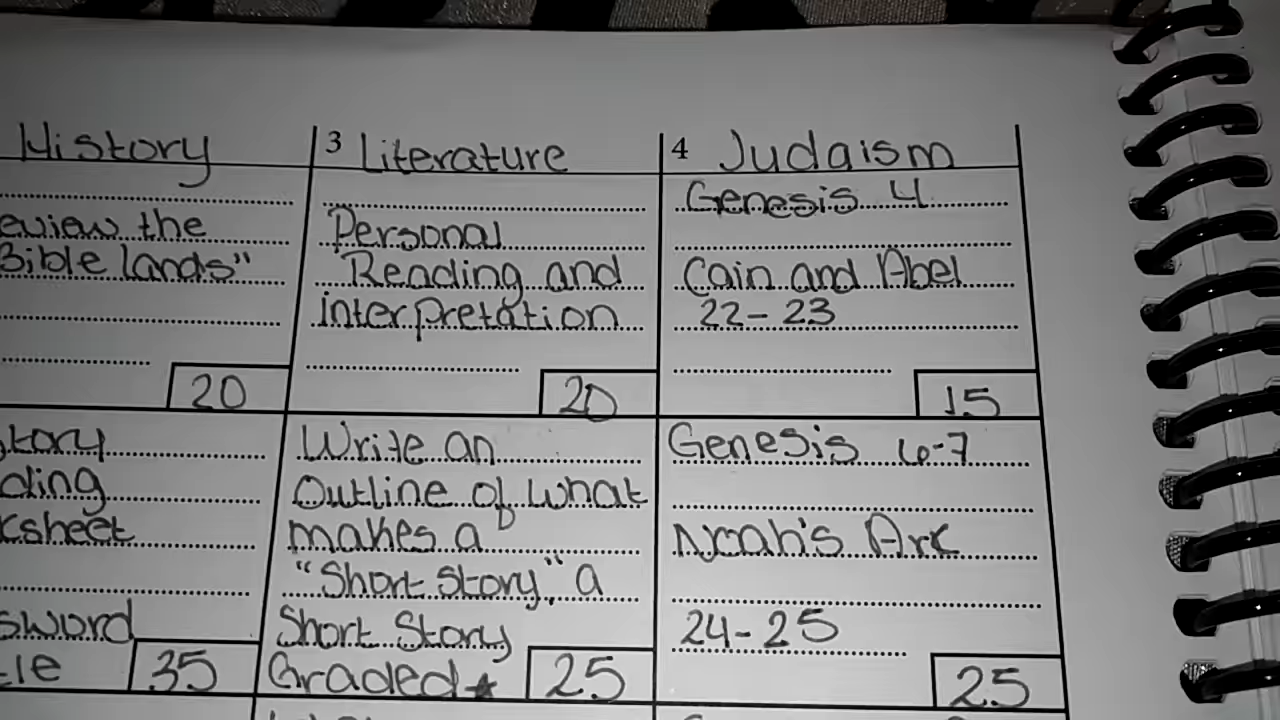 History
3 Literature
4 Judaism
the
Bible lands"
20
Personal
Reading and
interpretation
20
Genesis 4
Cain and Abel
22-23
15
35
Write an
Outline of what
makes a
"Short Story," a
Short Story
Graded★
25
Genesis 6-7
Noah's Ark
24-25
25